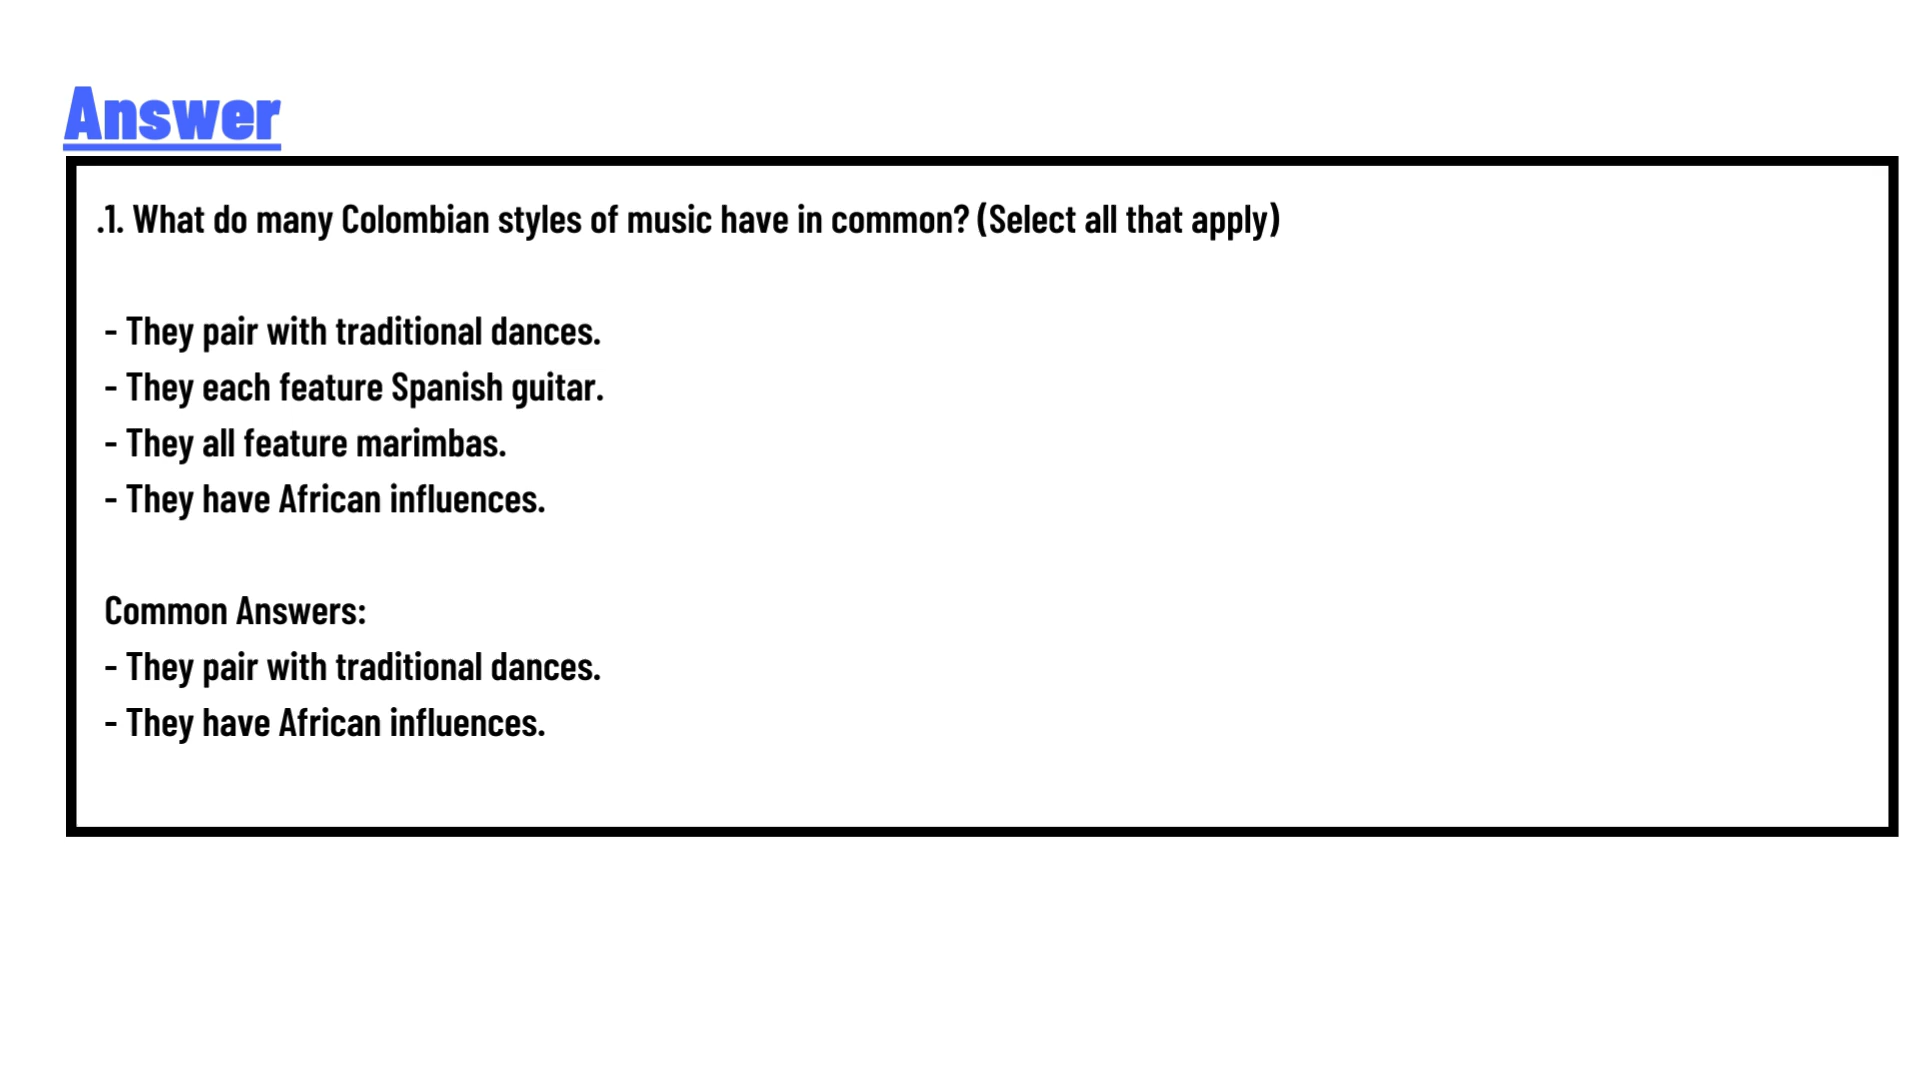 Answer
.1. What do many Colombian styles of music have in common? (Select all that apply)
- They pair with traditional dances.
- They each feature Spanish guitar.
- They all feature marimbas.
- They have African influences.
Common Answers:
- They pair with traditional dances.
- They have African influences.